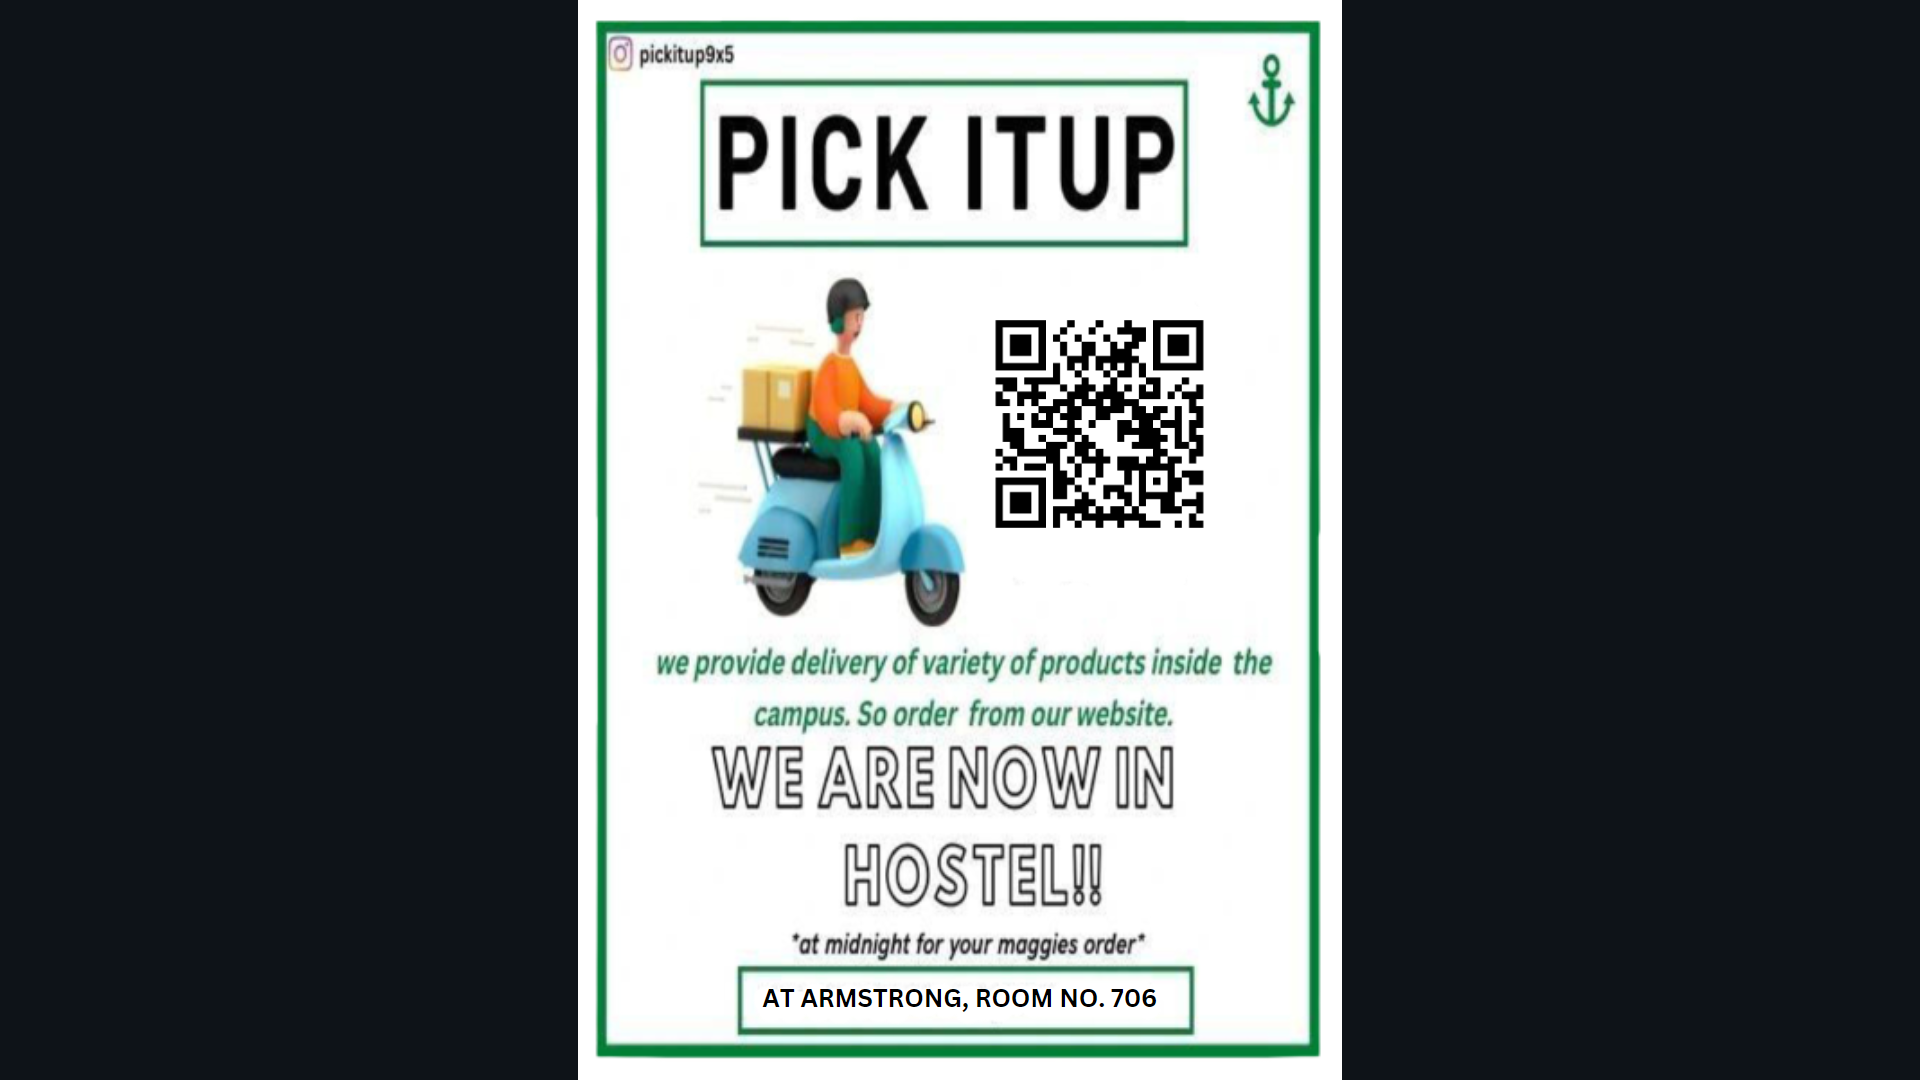 pickitup9x5
PICK ITUP
we provide delivery of variety of products inside the
campus. So order from our website.
WE ARE NOW IN
HOSTEL!!
*at midnight for your maggies order*
AT ARMSTRONG, ROOM NO. 706